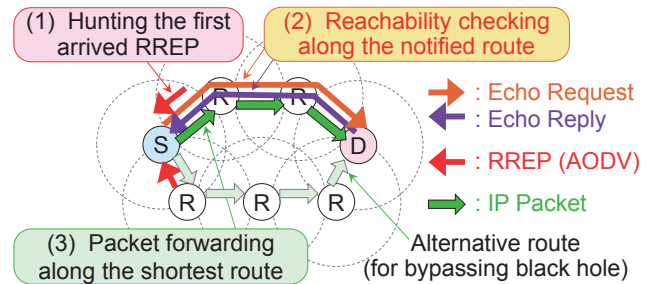 (1) Hunting the first
arrived RREP
(2) Reachability checking
along the notified route
R
R
S
D
R
R
R
: Echo Request
: Echo Reply
: RREP (AODV)
: IP Packet
(3) Packet forwarding
along the shortest route
Alternative route
(for bypassing black hole)